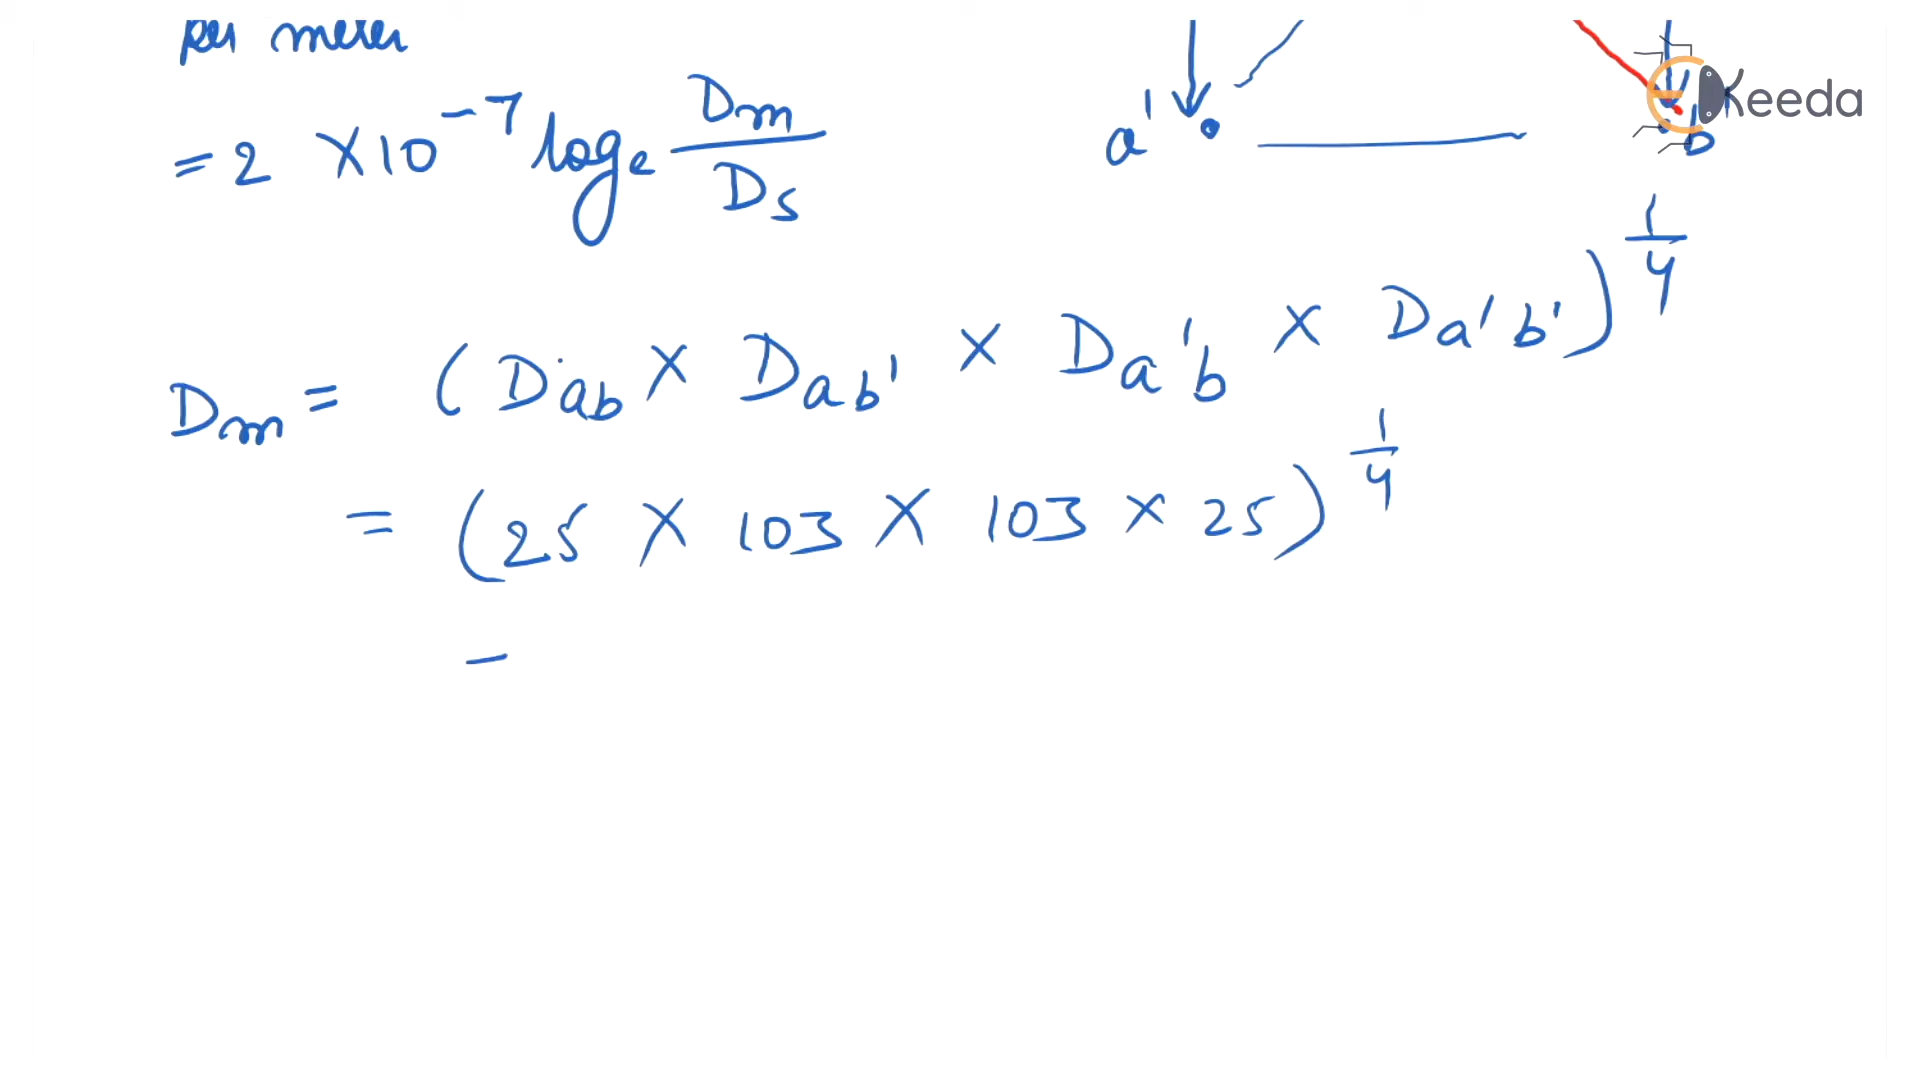 per meter
= 2 × 10⁻⁷ logₑ Dm/Ds
a' b'
Keeda
Dm = (Dab × Dab' × Da'b × Da'b')^1/4
= (25 × 103 × 103 × 25)^1/4
–